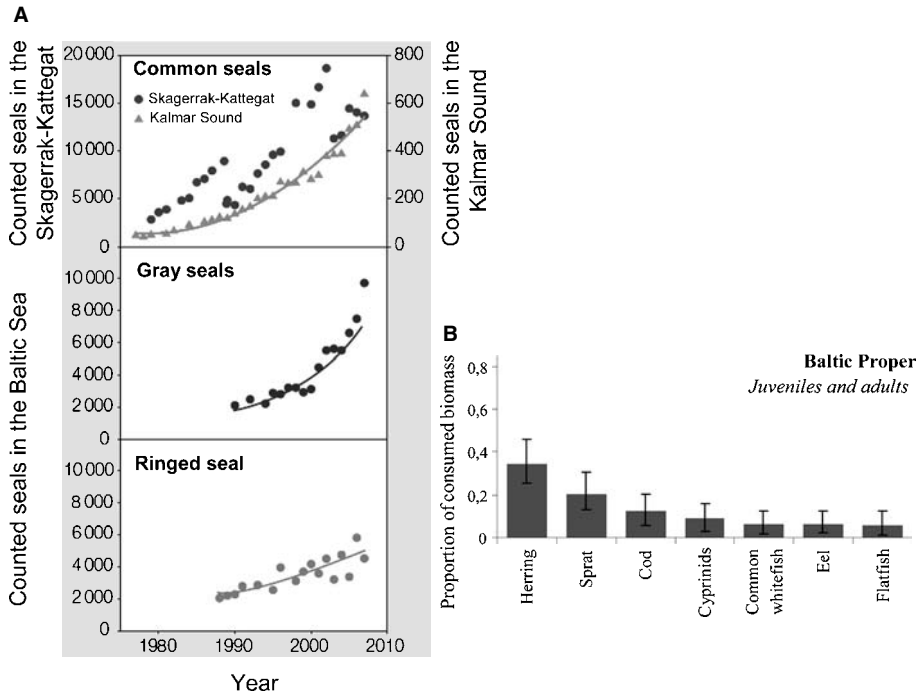 A
Counted seals in the
Skagerrak-Kattegat
20 000
15 000
10 000
5 000
0
Common seals
Skagerrak-Kattegat
Kalmar Sound
800
600
400
200
0
Counted seals in the
Kalmar Sound
Counted seals in the Baltic Sea
Gray seals
10 000
8 000
6 000
4 000
2 000
0
Ringed seal
10 000
8 000
6 000
4 000
2 000
0
1980
1990
2000
2010
Year
B
Baltic Proper
Juveniles and adults
Proportion of consumed biomass
0,8
0,6
0,4
0,2
0
Herring
Sprat
Cod
Cyprinids
Common
whitefish
Eel
Flatfish